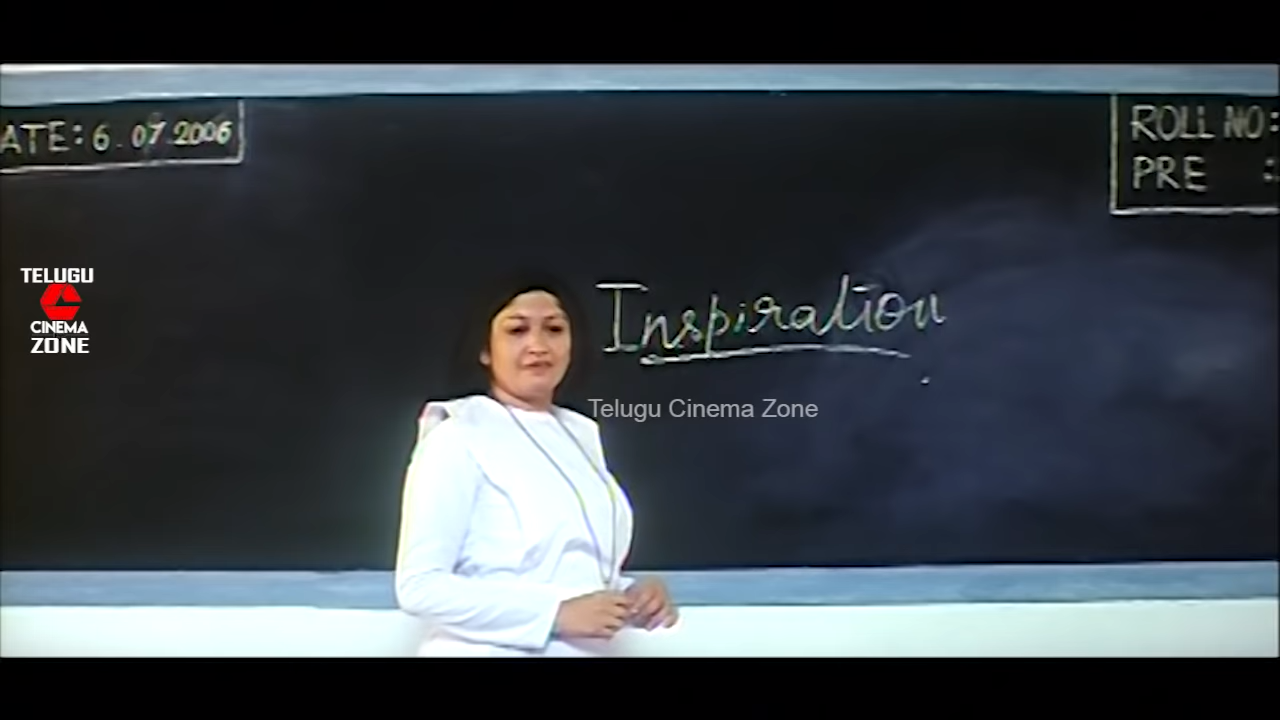 ATE: 6.07.2006
ROLL NO:
PRE :
TELUGU
CINEMA
ZONE
Inspiration
Telugu Cinema Zone